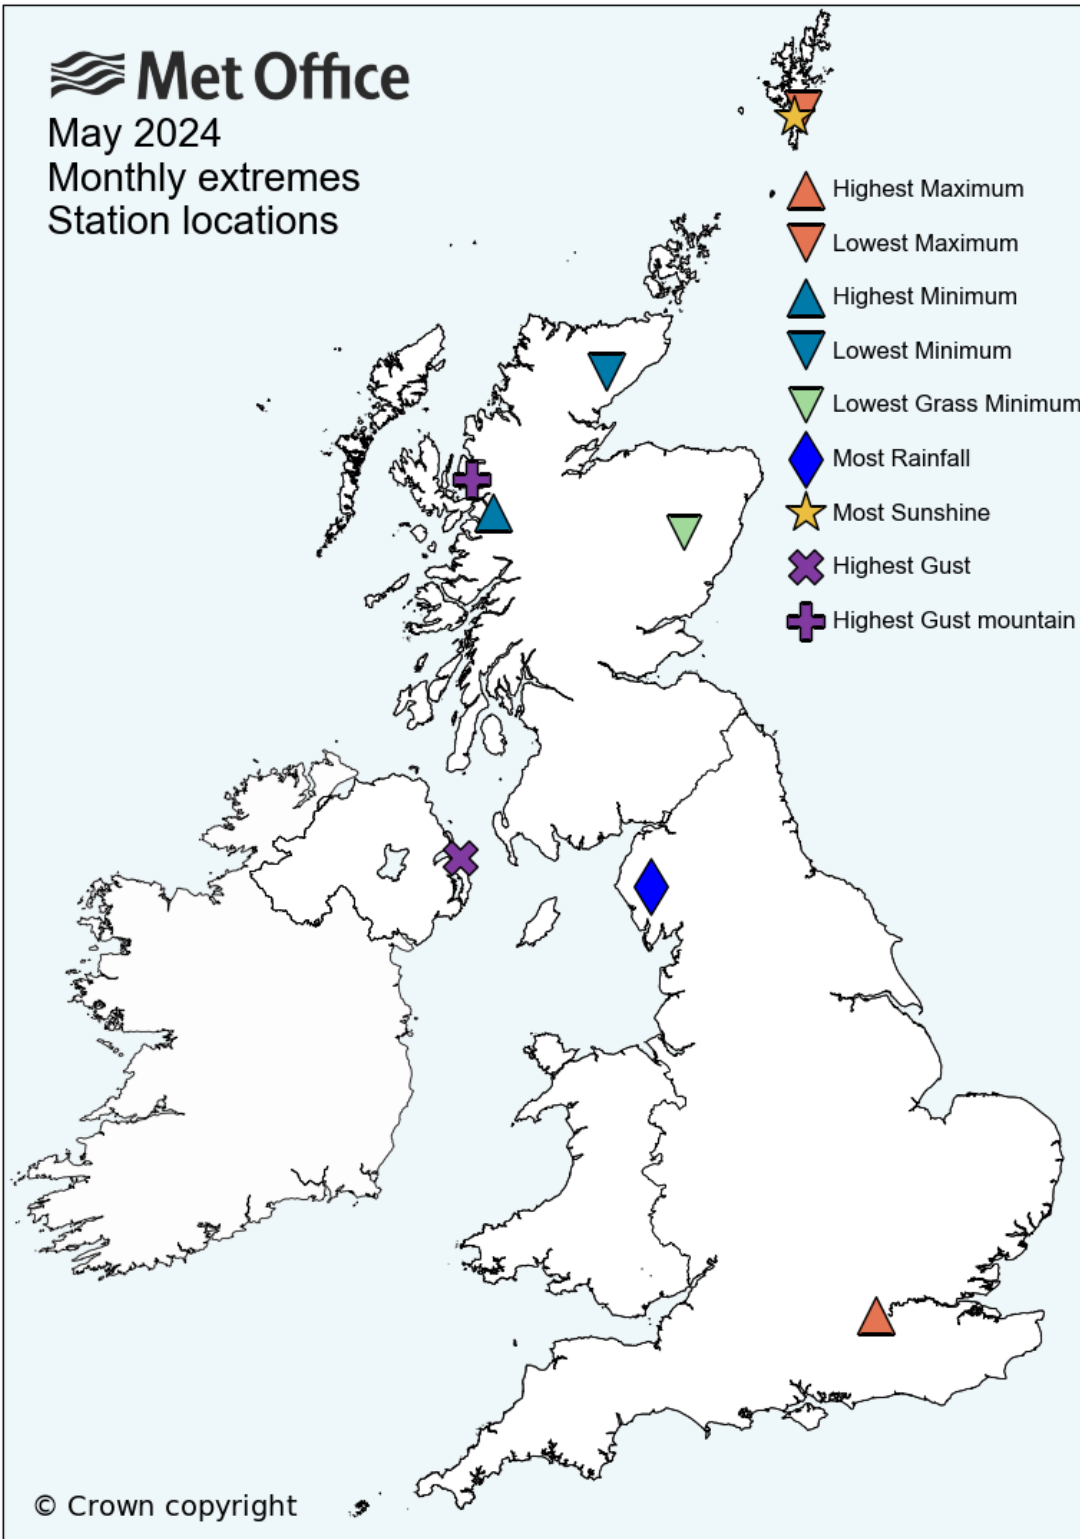 Met Office
May 2024
Monthly extremes
Station locations
Highest Maximum
Lowest Maximum
Highest Minimum
Lowest Minimum
Lowest Grass Minimum
Most Rainfall
Most Sunshine
Highest Gust
Highest Gust mountain
© Crown copyright